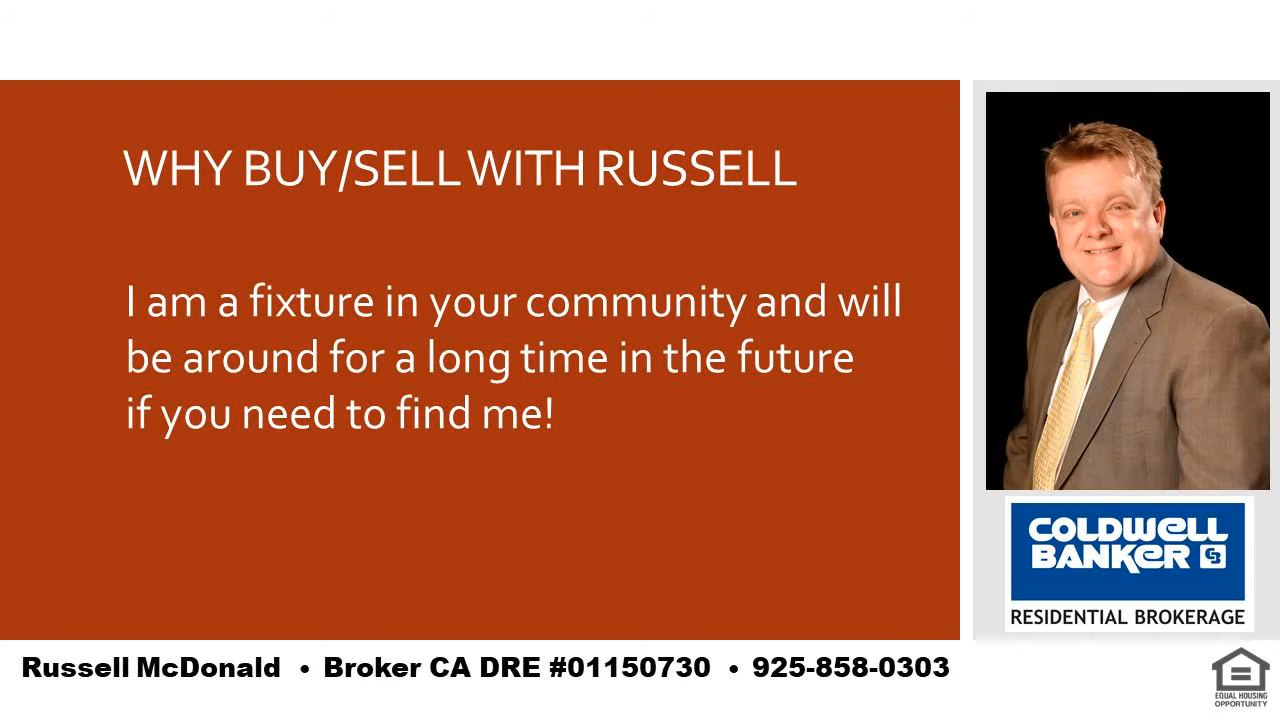 WHY BUY/SELL WITH RUSSELL
I am a fixture in your community and will
be around for a long time in the future
if you need to find me!
COLDWELL
BANKER CB
RESIDENTIAL BROKERAGE
Russell McDonald • Broker CA DRE #01150730 • 925-858-0303
EQUAL HOUSING
OPPORTUNITY